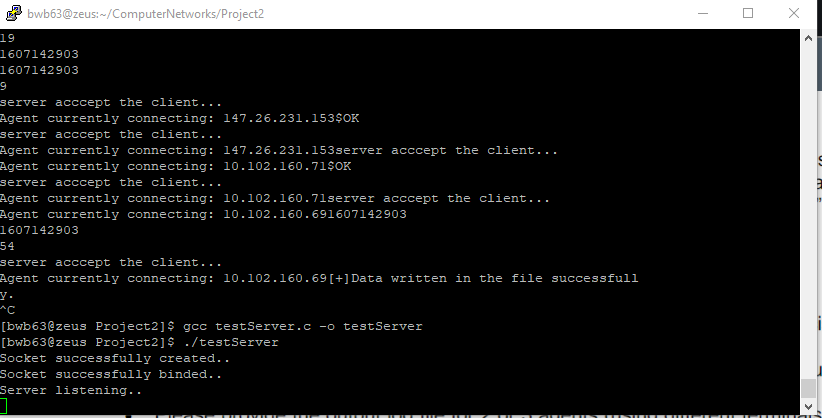 bwb63@zeus:~/ComputerNetworks/Project2
19
1607142903
1607142903
9
server acccept the client...
Agent currently connecting: 147.26.231.153$OK
server acccept the client...
Agent currently connecting: 147.26.231.153server acccept the client...
Agent currently connecting: 10.102.160.71$OK
server acccept the client...
Agent currently connecting: 10.102.160.71server acccept the client...
Agent currently connecting: 10.102.160.691607142903
1607142903
54
server acccept the client...
Agent currently connecting: 10.102.160.69[+]Data written in the file successfull
y.
^C
[bwb63@zeus Project2]$ gcc testServer.c -o testServer
[bwb63@zeus Project2]$ ./testServer
Socket successfully created..
Socket successfully binded..
Server listening..